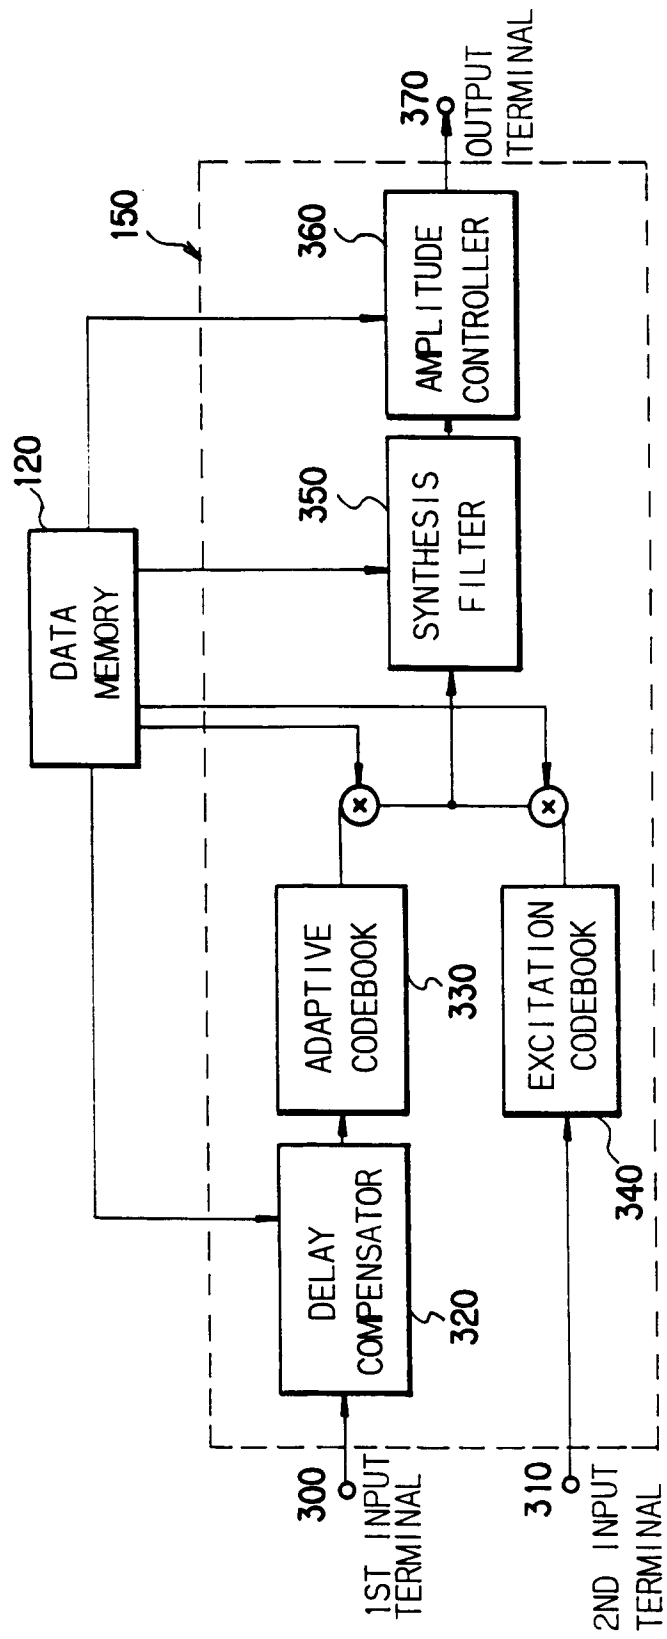 120
DATA
MEMORY
150
300
1ST INPUT
TERMINAL
DELAY
COMPENSATOR
320
ADAPTIVE
CODEBOOK
330
×
350
SYNTHESIS
FILTER
360
AMPLITUDE
CONTROLLER
370
OUTPUT
TERMINAL
310
2ND INPUT
TERMINAL
EXCITATION
CODEBOOK
340
×